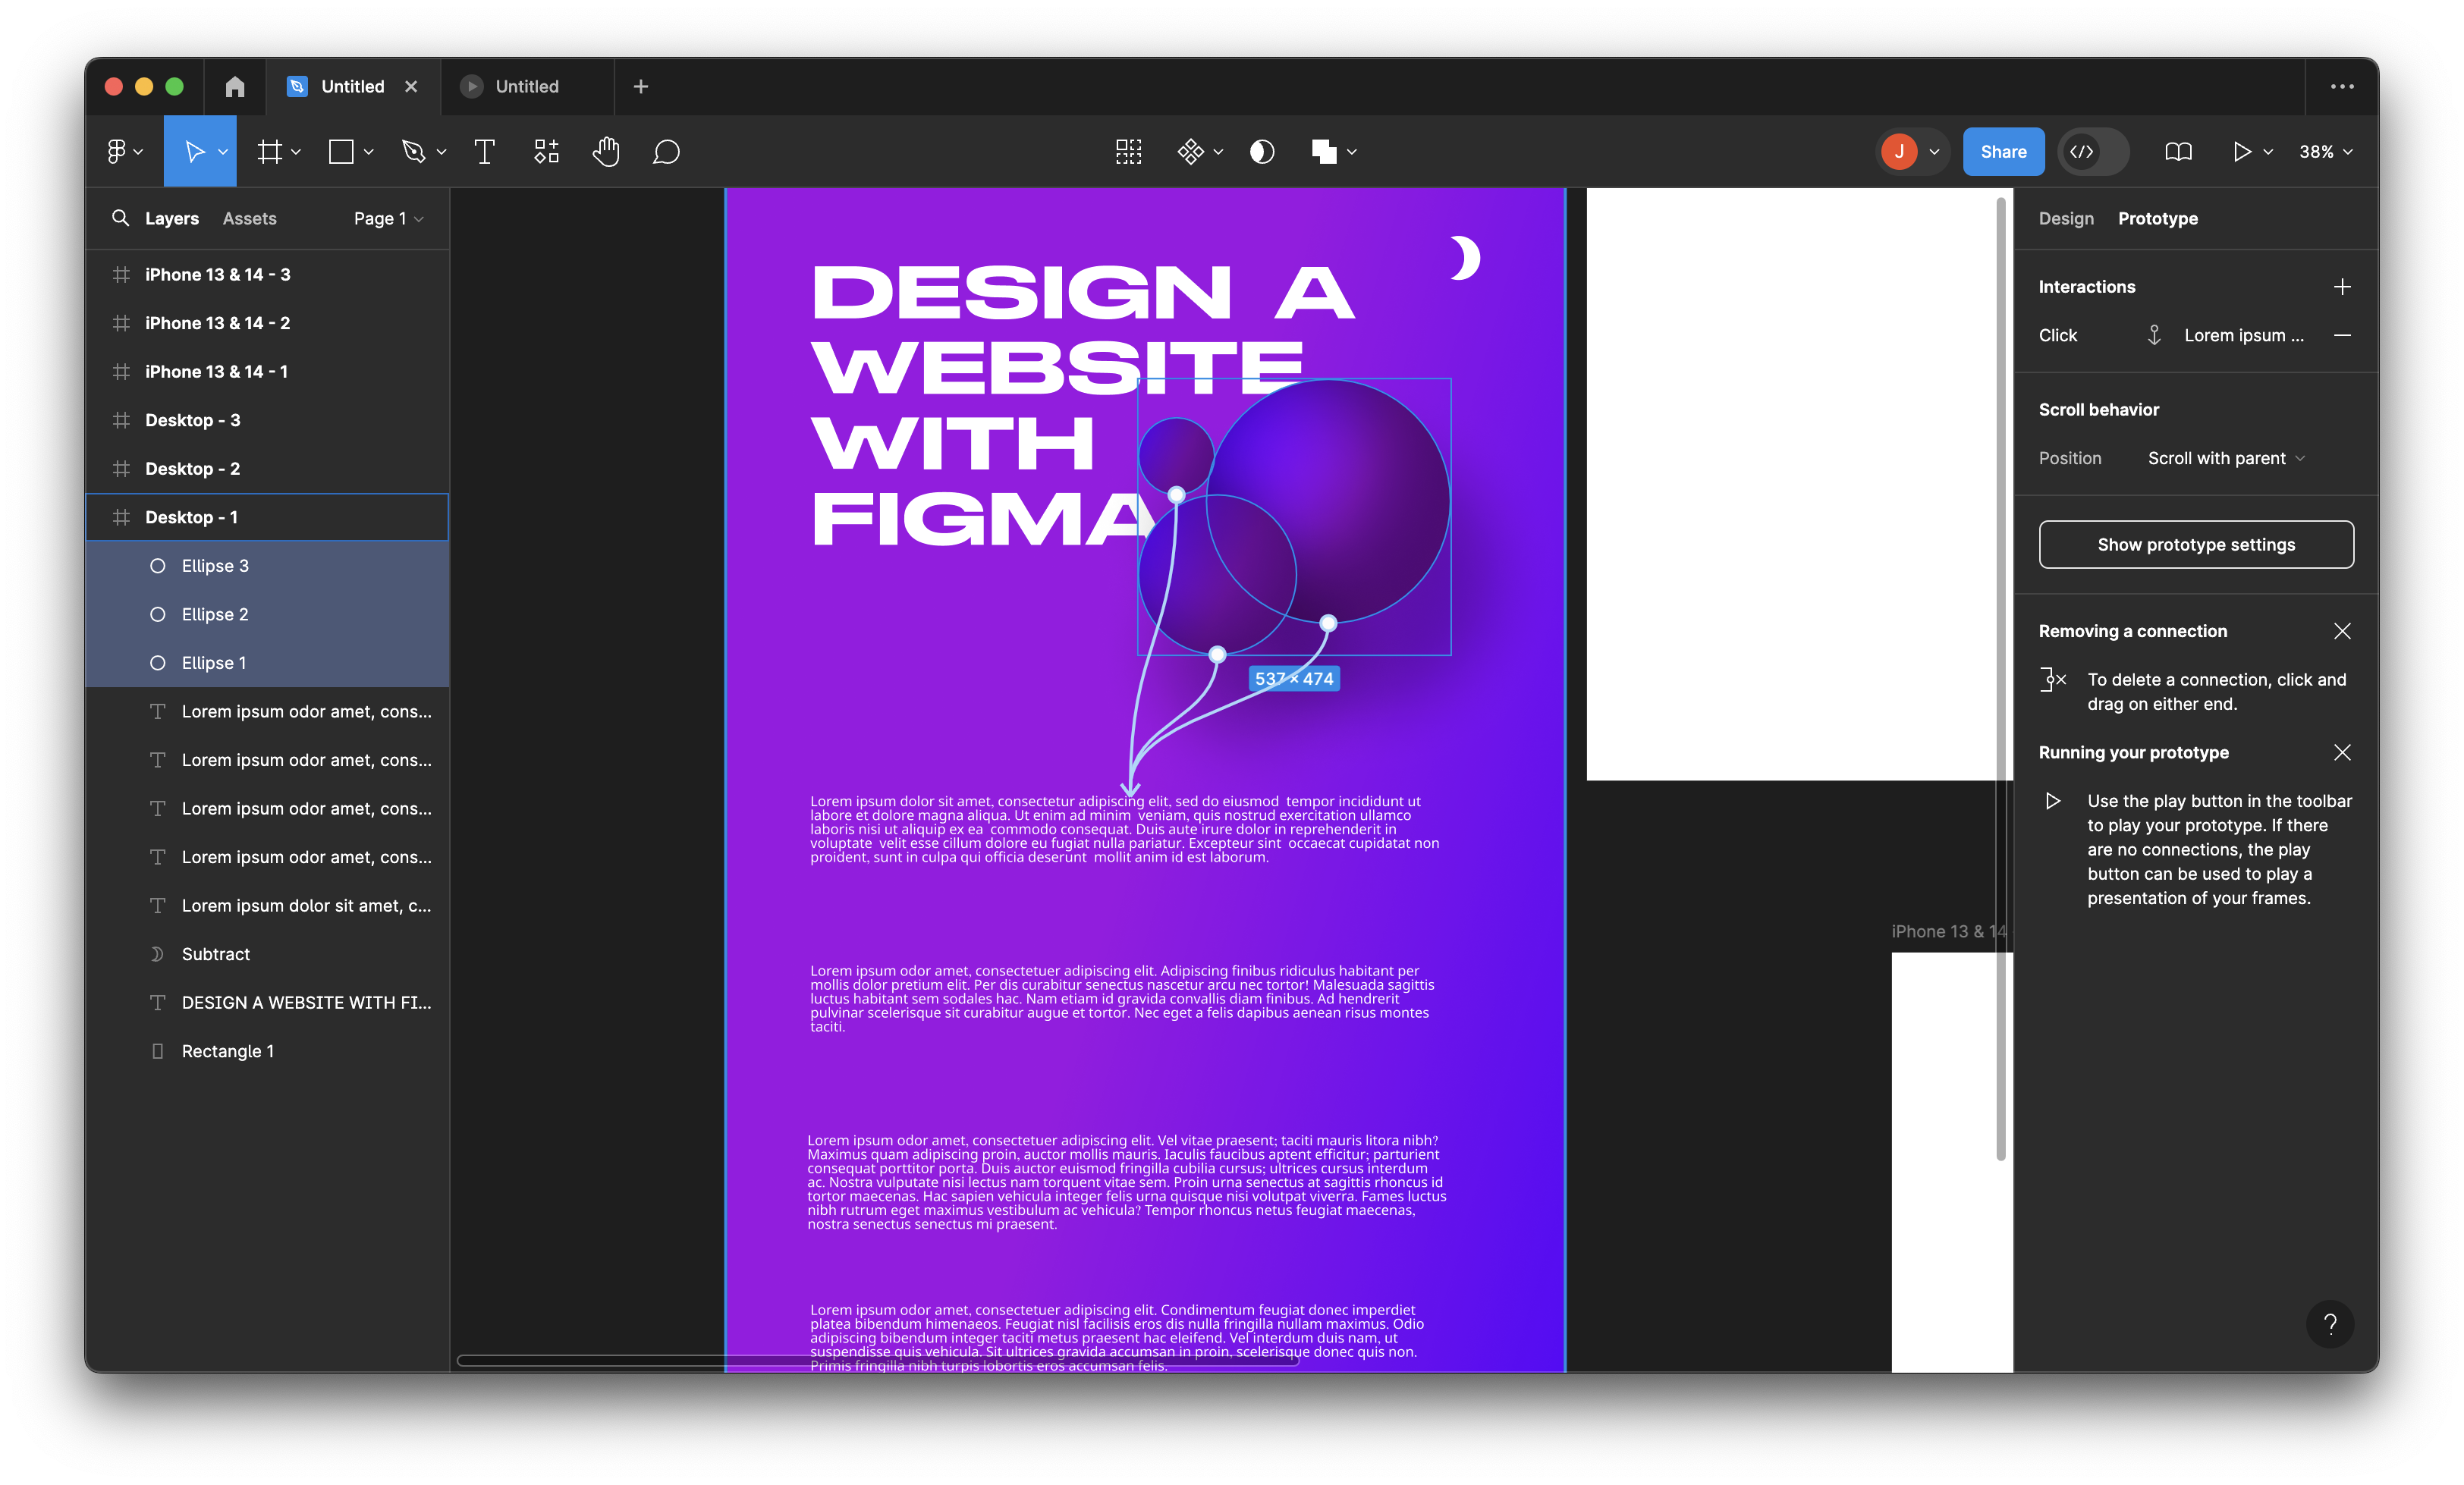 Untitled
Untitled
J
Share
38%
Layers
Assets
Page 1
iPhone 13 & 14 - 3
iPhone 13 & 14 - 2
iPhone 13 & 14 - 1
Desktop - 3
Desktop - 2
Desktop - 1
Ellipse 3
Ellipse 2
Ellipse 1
Lorem ipsum odor amet, cons...
Lorem ipsum odor amet, cons...
Lorem ipsum odor amet, cons...
Lorem ipsum odor amet, cons...
Lorem ipsum dolor sit amet, c...
Subtract
DESIGN A WEBSITE WITH FI...
Rectangle 1
DESIGN A
WEBSITE
WITH
FIGMA
537 × 474
Lorem ipsum dolor sit amet, consectetur adipiscing elit, sed do eiusmod  tempor incididunt ut
labore et dolore magna aliqua. Ut enim ad minim  veniam, quis nostrud exercitation ullamco
laboris nisi ut aliquip ex ea  commodo consequat. Duis aute irure dolor in reprehenderit in
voluptate  velit esse cillum dolore eu fugiat nulla pariatur. Excepteur sint  occaecat cupidatat non
proident, sunt in culpa qui officia deserunt  mollit anim id est laborum.
Lorem ipsum odor amet, consectetuer adipiscing elit. Adipiscing finibus ridiculus habitant per
mollis dolor pretium elit. Per dis curabitur senectus nascetur arcu nec tortor! Malesuada sagittis
luctus habitant sem sodales hac. Nam etiam id gravida convallis diam finibus. Ad hendrerit
pulvinar scelerisque sit curabitur augue et tortor. Nec eget a felis dapibus aenean risus montes
taciti.
Lorem ipsum odor amet, consectetuer adipiscing elit. Vel vitae praesent; taciti mauris litora nibh?
Maximus quam adipiscing proin, auctor mollis mauris. Iaculis faucibus aptent efficitur; parturient
consequat porttitor porta. Duis auctor euismod fringilla cubilia cursus; ultrices cursus interdum
ac. Nostra vulputate nisi lectus nam torquent vitae sem. Proin urna senectus at sagittis rhoncus id
tortor maecenas. Hac sapien vehicula integer felis urna quisque nisi volutpat viverra. Fames luctus
nibh rutrum eget maximus vestibulum ac vehicula? Tempor rhoncus netus feugiat maecenas,
nostra senectus senectus mi praesent.
Lorem ipsum odor amet, consectetuer adipiscing elit. Condimentum feugiat donec imperdiet
platea bibendum himenaeos. Feugiat nisl facilisis eros dis nulla fringilla nullam maximus. Odio
adipiscing bibendum integer taciti metus praesent hac eleifend. Vel interdum duis nam, ut
suspendisse quis vehicula. Sit ultrices gravida accumsan in proin, scelerisque donec quis non.
Primis fringilla nibh turpis lobortis eros accumsan felis.
iPhone 13 & 14
Design
Prototype
Interactions
Click
Lorem ipsum ...
Scroll behavior
Position
Scroll with parent
Show prototype settings
Removing a connection
To delete a connection, click and
drag on either end.
Running your prototype
Use the play button in the toolbar
to play your prototype. If there
are no connections, the play
button can be used to play a
presentation of your frames.
?